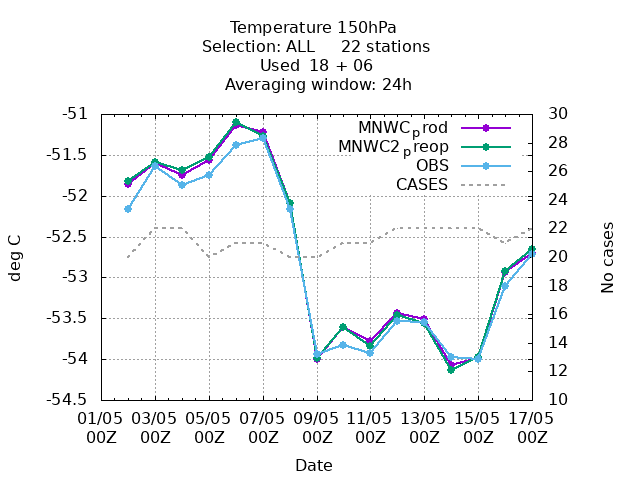 Temperature 150hPa
Selection: ALL 22 stations
Used 18 + 06
Averaging window: 24h
-51
-51.5
-52
-52.5
-53
-53.5
-54
-54.5
deg C
30
28
26
24
22
20
18
16
14
12
10
No cases
MNWCprod
MNWC2preop
OBS
CASES
01/05 03/05 05/05 07/05 09/05 11/05 13/05 15/05 17/05
00Z 00Z 00Z 00Z 00Z 00Z 00Z 00Z 00Z
Date